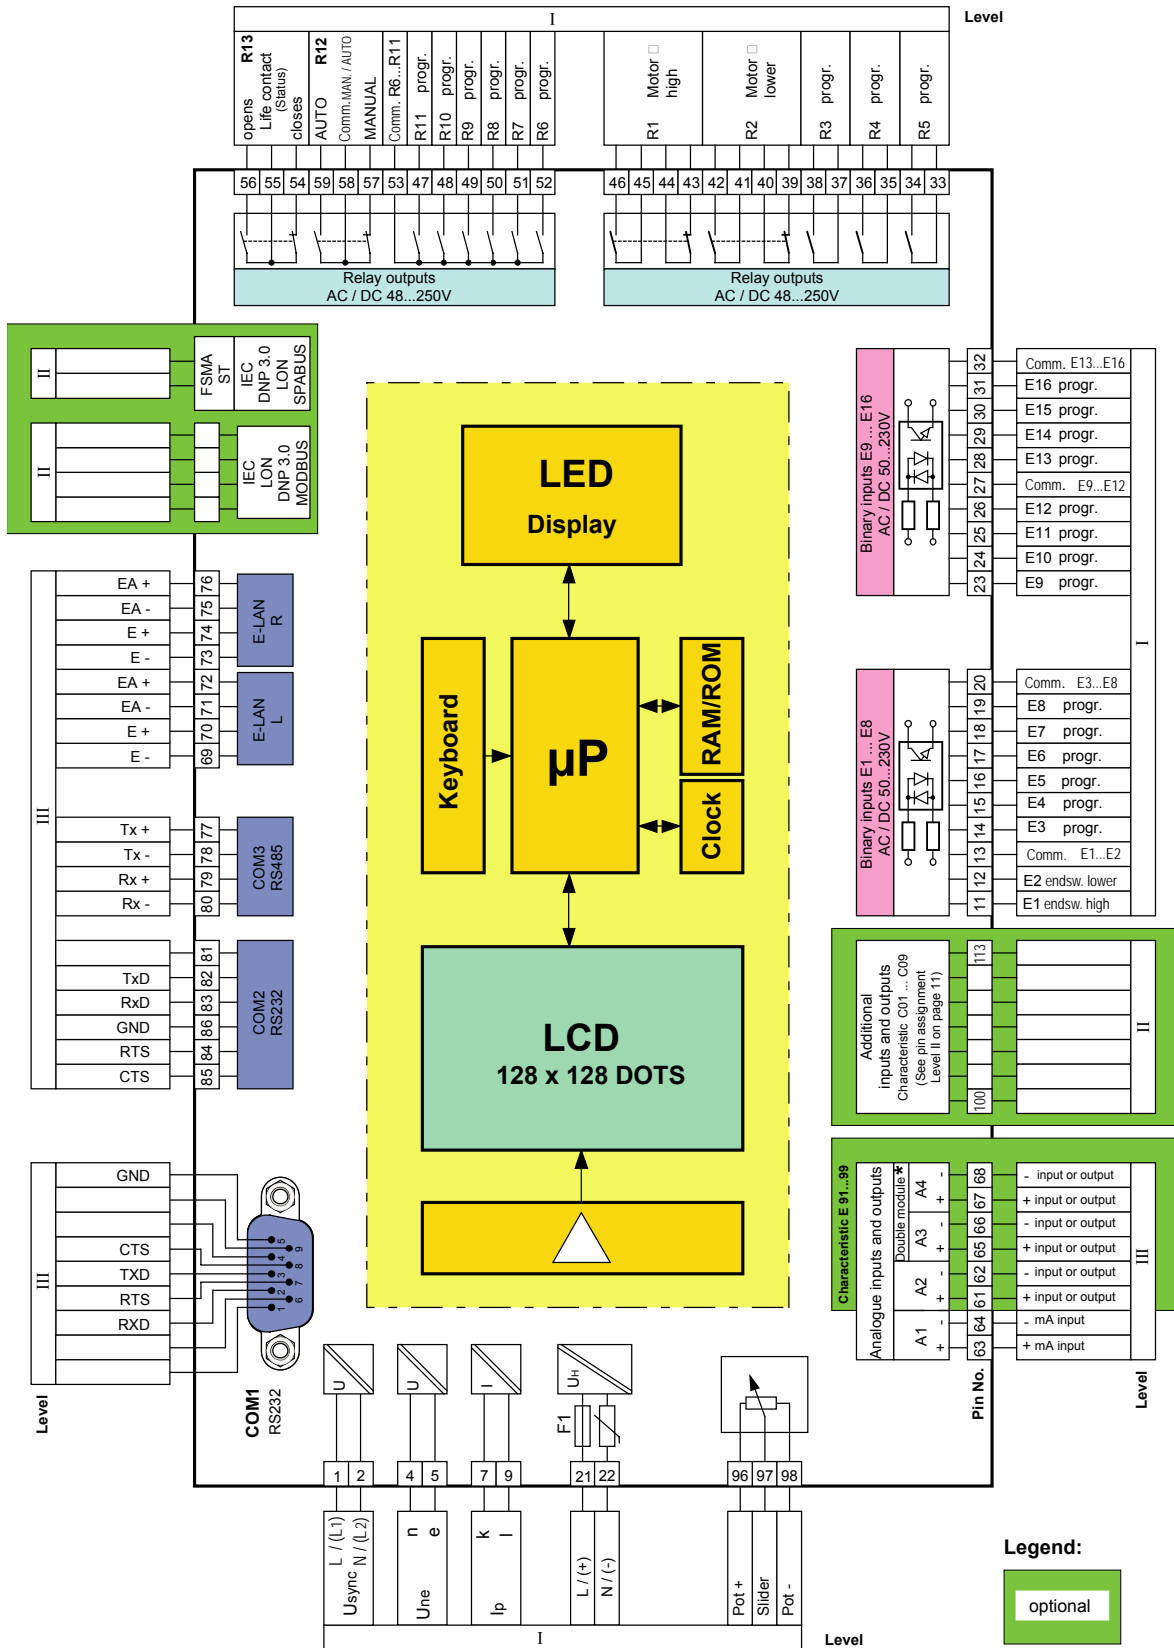 I
Level
R13
opens
Life contact
(Status)
closes
R12
AUTO
Comm. MAN. / AUTO
MANUAL
Comm. R6...R11
R11 progr.
R10 progr.
R9 progr.
R8 progr.
R7 progr.
R6 progr.
R1 Motor □ high
R2 Motor □ lower
R3 progr.
R4 progr.
R5 progr.
56 55 54 59 58 57 53 47 48 49 50 51 52
46 45 44 43 42 41 40 39 38 37 36 35 34 33
Relay outputs
AC / DC 48...250V
Relay outputs
AC / DC 48...250V
II
FSMA
ST
IEC
DNP 3.0
LON
SPABUS
II
IEC
LON
DNP 3.0
MODBUS
III
EA + 76
EA - 75
E + 74
E - 73
E-LAN
R
EA + 72
EA - 71
E + 70
E - 69
E-LAN
L
Tx + 77
Tx - 78
Rx + 79
Rx - 80
COM3
RS485
81
TxD 82
RxD 83
GND 86
RTS 84
CTS 85
COM2
RS232
III
GND
CTS
TXD
RTS
RXD
5
9
4
8
3
7
2
6
1
Level
COM1
RS232
LED
Display
Keyboard
µP
RAM/ROM
Clock
LCD
128 x 128 DOTS
Binary inputs E9 ... E16
AC / DC 50...230V
32 Comm. E13...E16
31 E16 progr.
30 E15 progr.
29 E14 progr.
28 E13 progr.
27 Comm. E9...E12
26 E12 progr.
25 E11 progr.
24 E10 progr.
23 E9 progr.
I
Binary inputs E1 ... E8
AC / DC 50...230V
20 Comm. E3...E8
19 E8 progr.
18 E7 progr.
17 E6 progr.
16 E5 progr.
15 E4 progr.
14 E3 progr.
13 Comm. E1...E2
12 E2 endsw. lower
11 E1 endsw. high
Additional
inputs and outputs
Characteristic C01 ... C09
(See pin assignment
Level II on page 11)
113
100
II
Characteristic E 91...99
Analogue inputs and outputs
Double module*
A4 - 68 - input or output
+ 67 + input or output
A3 - 66 - input or output
+ 65 + input or output
A2 - 62 - input or output
+ 61 + input or output
A1 - 64 - mA input
+ 63 + mA input
III
Pin No.
Level
U
U
I
UH
F1
1 2 4 5 7 9 21 22 96 97 98
L / (L1)
N / (L2)
Usync
n
e
Une
k
l
Ip
L / (+)
N / (-)
Pot +
Slider
Pot -
I
Level
Legend:
optional